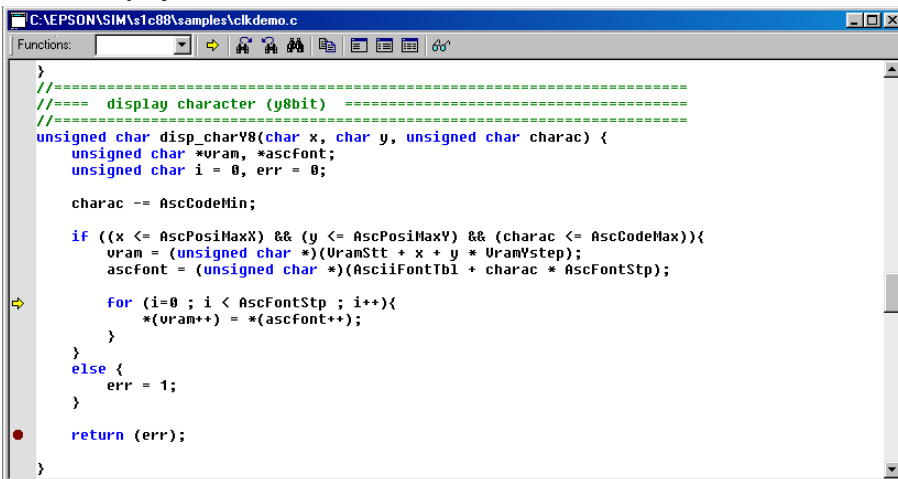 C:\EPSON\SIM\s1c88\samples\clkdemo.c
Functions:
}
//=======================================================================
//====  display character (y8bit)  ======================================
//=======================================================================
unsigned char disp_charY8(char x, char y, unsigned char charac) {
    unsigned char *vram, *ascfont;
    unsigned char i = 0, err = 0;

    charac -= AscCodeMin;

    if ((x <= AscPosiMaxX) && (y <= AscPosiMaxY) && (charac <= AscCodeMax)){
        vram = (unsigned char *)(VramStt + x + y * VramYstep);
        ascfont = (unsigned char *)(AsciiFontTbl + charac * AscFontStp);

        for (i=0 ; i < AscFontStp ; i++){
            *(vram++) = *(ascfont++);
        }
    }
    else {
        err = 1;
    }

    return (err);

}